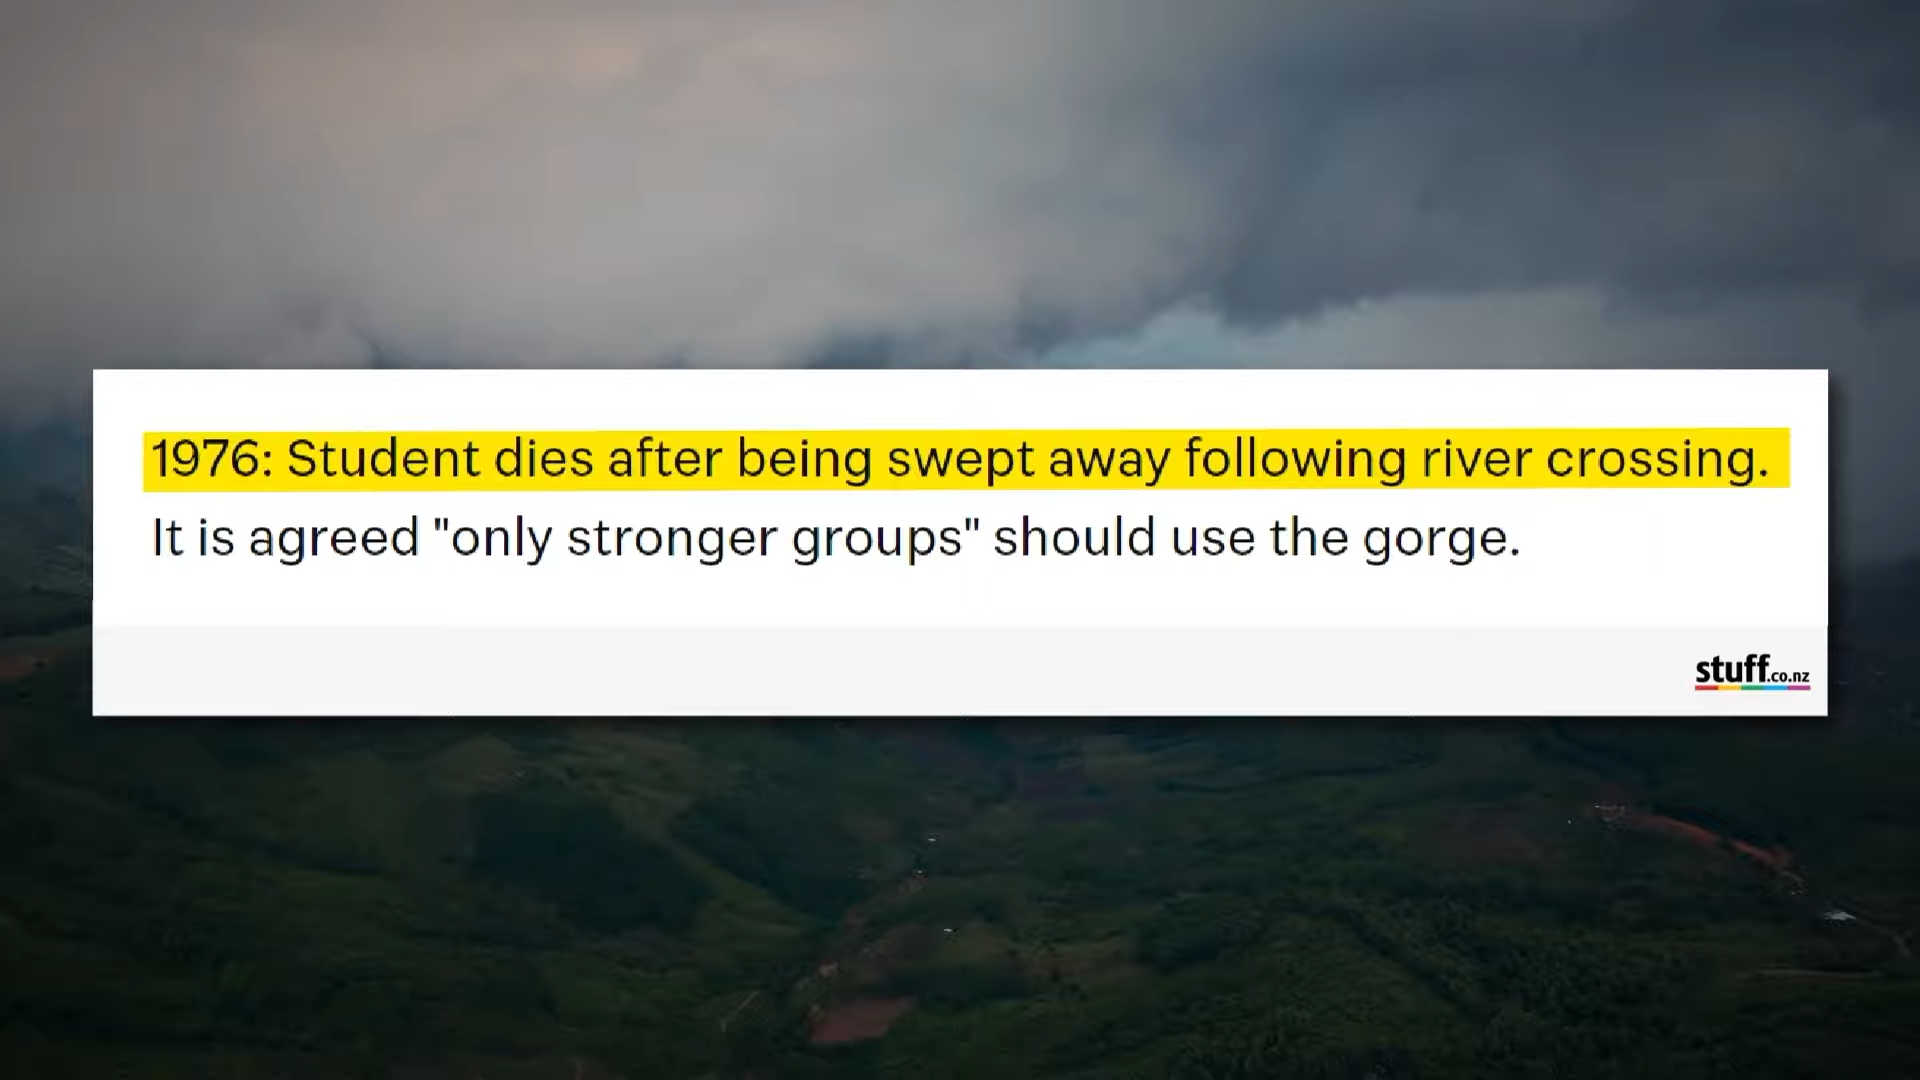 1976: Student dies after being swept away following river crossing.
It is agreed "only stronger groups" should use the gorge.
stuff.co.nz